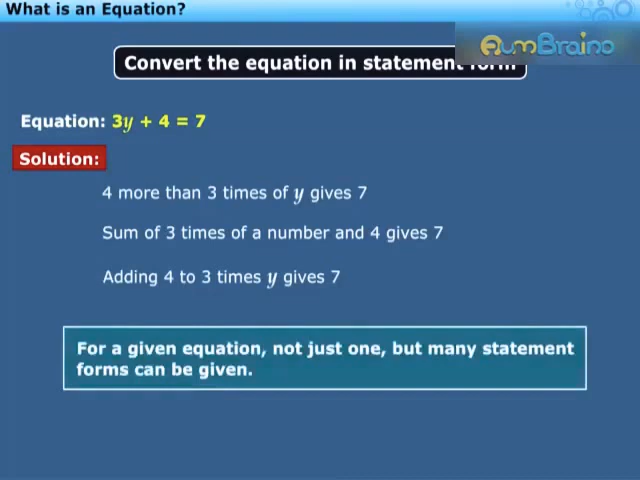 What is an Equation?
AumBraino
Convert the equation in statement form
Equation: 3y + 4 = 7
Solution:
4 more than 3 times of y gives 7
Sum of 3 times of a number and 4 gives 7
Adding 4 to 3 times y gives 7
For a given equation, not just one, but many statement
forms can be given.